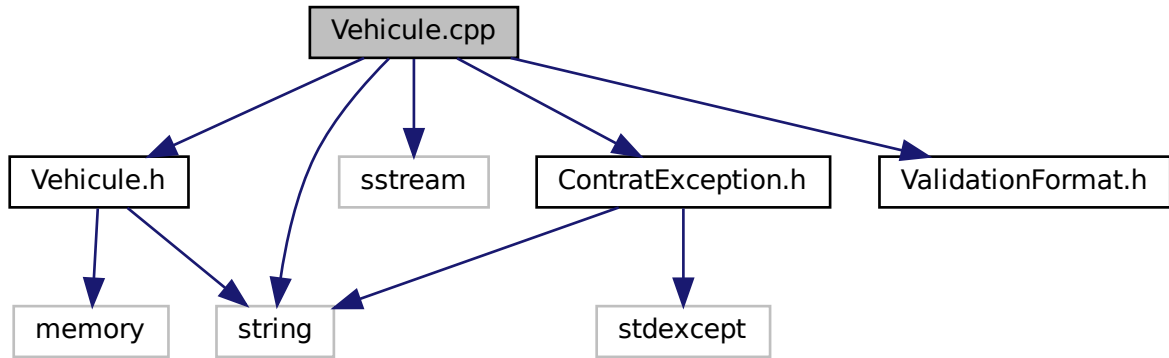 Vehicule.cpp
Vehicule.h
sstream
ContratException.h
ValidationFormat.h
memory
string
stdexcept